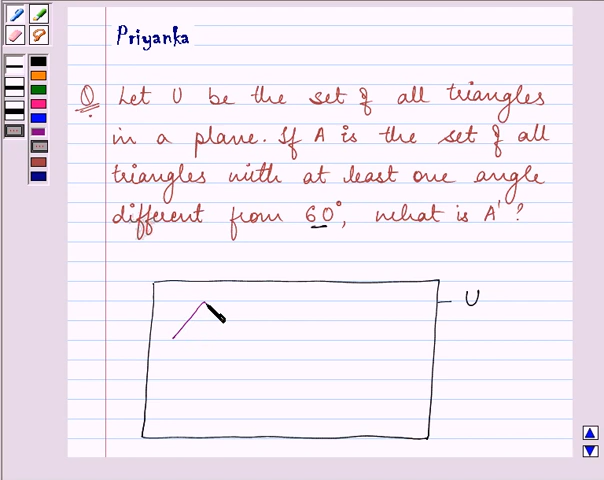 Priyanka
Q Let U be the set of all triangles
in a plane. If A is the set of all
triangles with at least one angle
different from 60°, what is A' ?
U